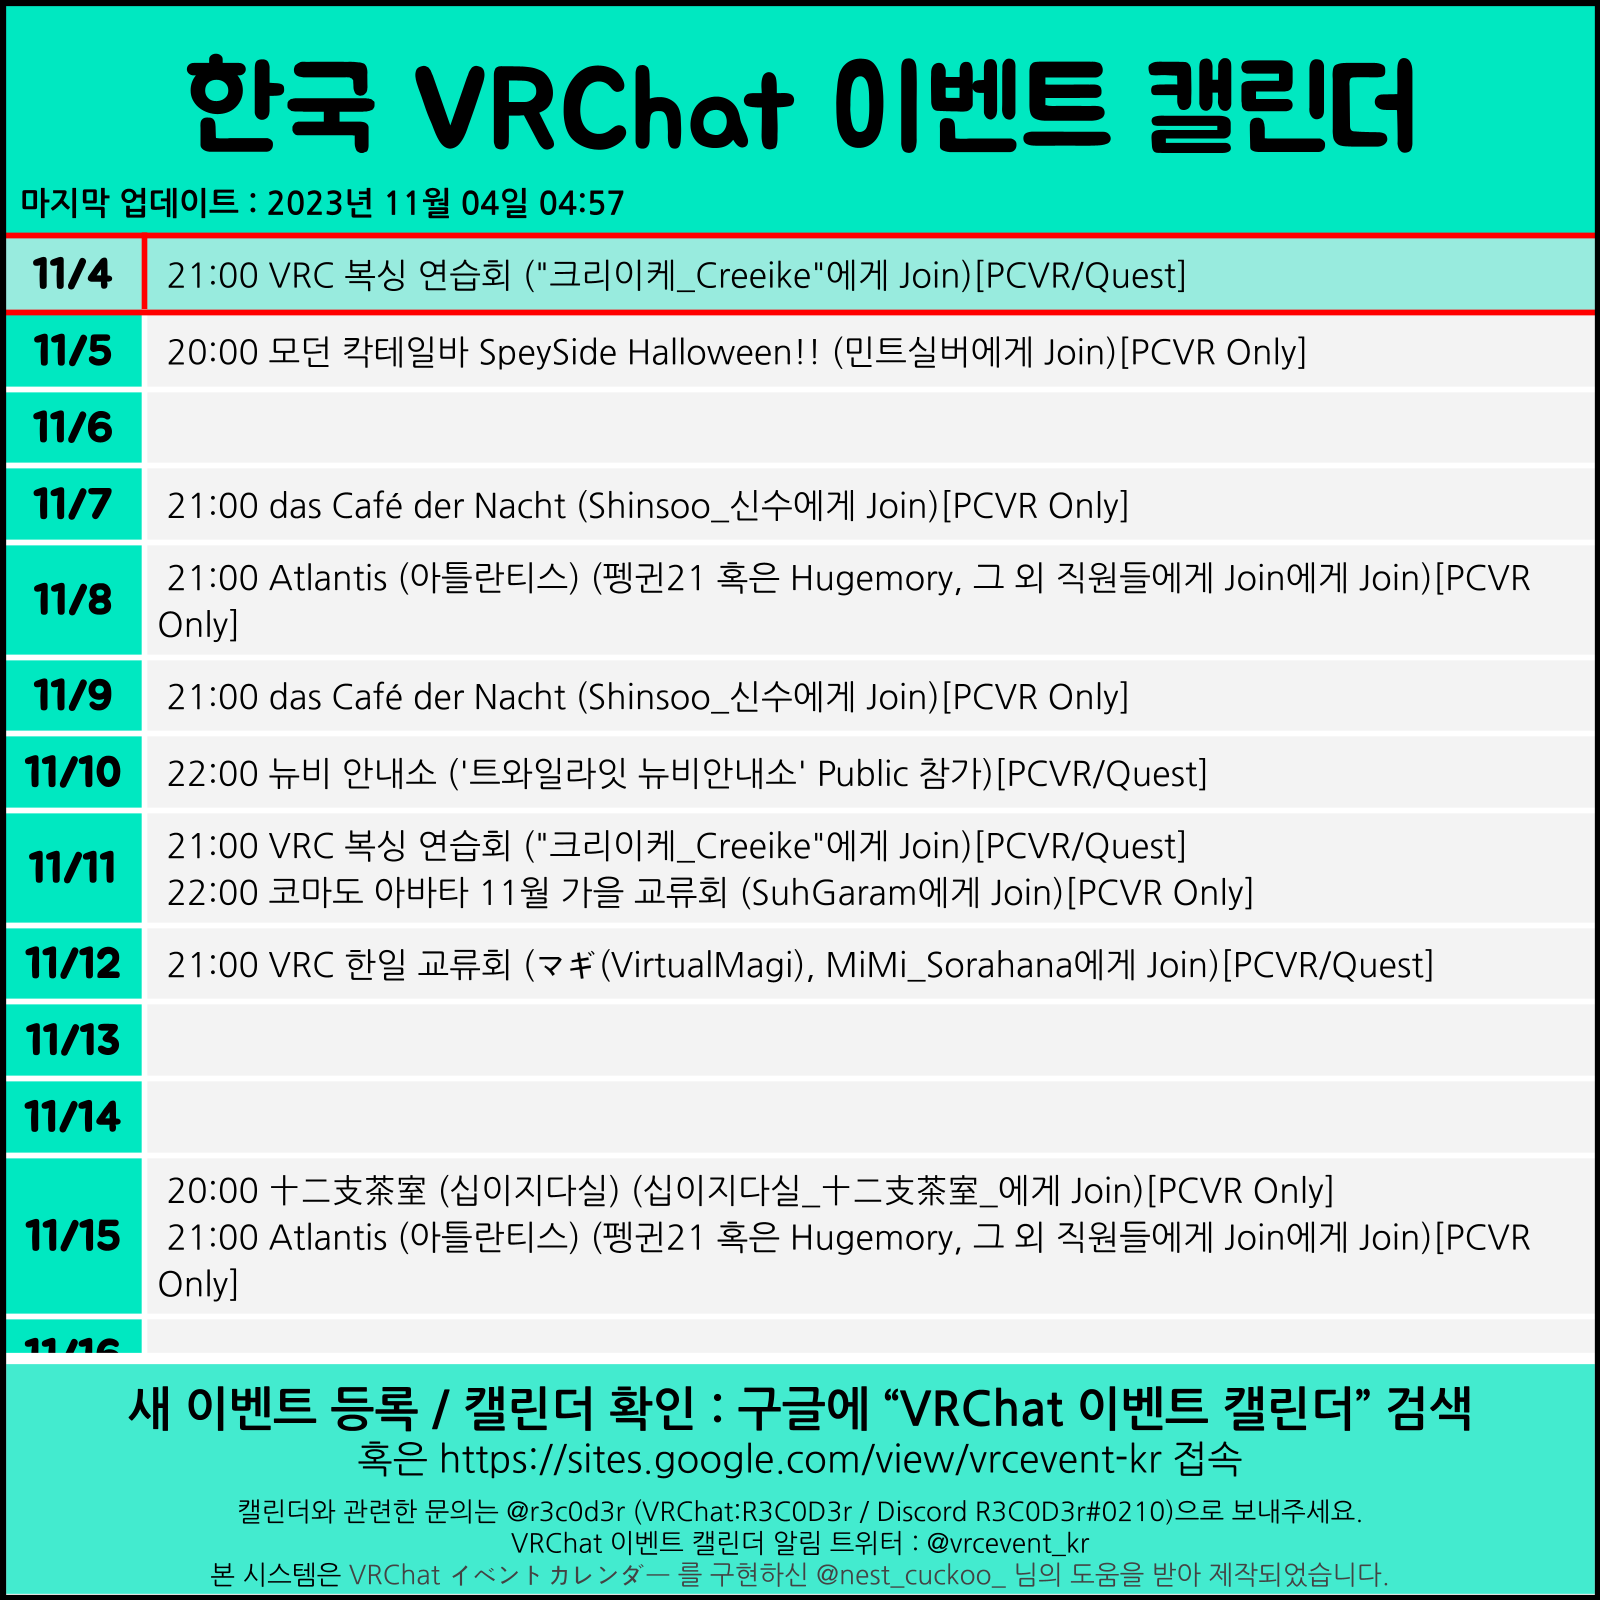 한국 VRChat 이벤트 캘린더
마지막 업데이트 : 2023년 11월 04일 04:57
11/4 21:00 VRC 복싱 연습회 ("크리이케_Creeike"에게 Join)[PCVR/Quest]
11/5 20:00 모던 칵테일바 SpeySide Halloween!! (민트실버에게 Join)[PCVR Only]
11/6
11/7 21:00 das Café der Nacht (Shinsoo_신수에게 Join)[PCVR Only]
11/8 21:00 Atlantis (아틀란티스) (펭귄21 혹은 Hugemory, 그 외 직원들에게 Join에게 Join)[PCVR
Only]
11/9 21:00 das Café der Nacht (Shinsoo_신수에게 Join)[PCVR Only]
11/10 22:00 뉴비 안내소 ('트와일라잇 뉴비안내소' Public 참가)[PCVR/Quest]
11/11 21:00 VRC 복싱 연습회 ("크리이케_Creeike"에게 Join)[PCVR/Quest]
22:00 코마도 아바타 11월 가을 교류회 (SuhGaram에게 Join)[PCVR Only]
11/12 21:00 VRC 한일 교류회 (マギ(VirtualMagi), MiMi_Sorahana에게 Join)[PCVR/Quest]
11/13
11/14
11/15 20:00 十二支茶室 (십이지다실) (십이지다실_十二支茶室_에게 Join)[PCVR Only]
21:00 Atlantis (아틀란티스) (펭귄21 혹은 Hugemory, 그 외 직원들에게 Join에게 Join)[PCVR
Only]
11/16
새 이벤트 등록 / 캘린더 확인 : 구글에 “VRChat 이벤트 캘린더” 검색
혹은 https://sites.google.com/view/vrcevent-kr 접속
캘린더와 관련한 문의는 @r3c0d3r (VRChat:R3C0D3r / Discord R3C0D3r#0210)으로 보내주세요.
VRChat 이벤트 캘린더 알림 트위터 : @vrcevent_kr
본 시스템은 VRChat イベントカレンダー 를 구현하신 @nest_cuckoo_ 님의 도움을 받아 제작되었습니다.